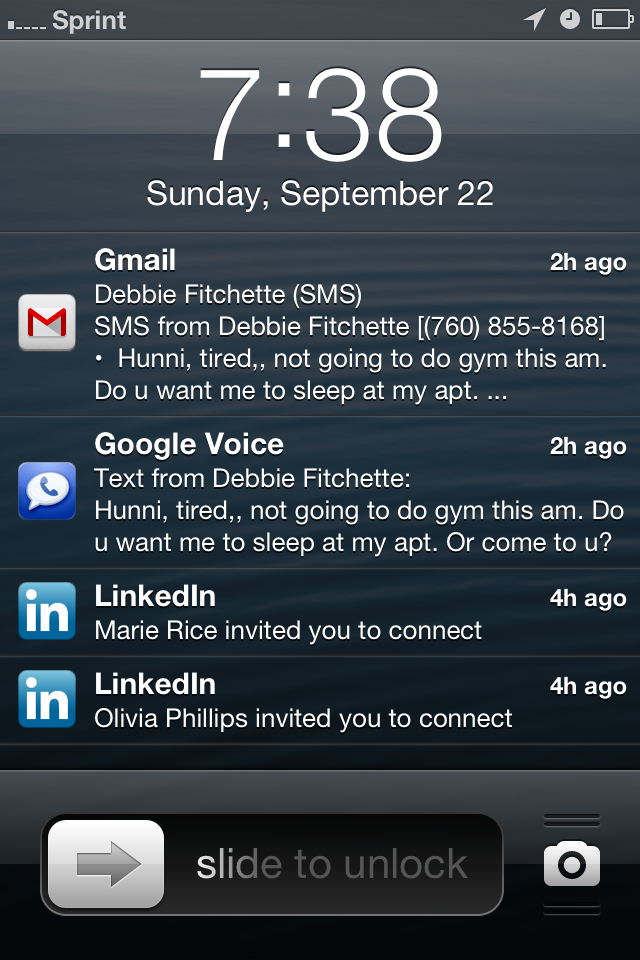 Sprint
7:38
Sunday, September 22
Gmail 2h ago
Debbie Fitchette (SMS)
SMS from Debbie Fitchette [(760) 855-8168]
• Hunni, tired,, not going to do gym this am.
Do u want me to sleep at my apt. ...
Google Voice 2h ago
Text from Debbie Fitchette:
Hunni, tired,, not going to do gym this am. Do
u want me to sleep at my apt. Or come to u?
in LinkedIn 4h ago
Marie Rice invited you to connect
in LinkedIn 4h ago
Olivia Phillips invited you to connect
slide to unlock